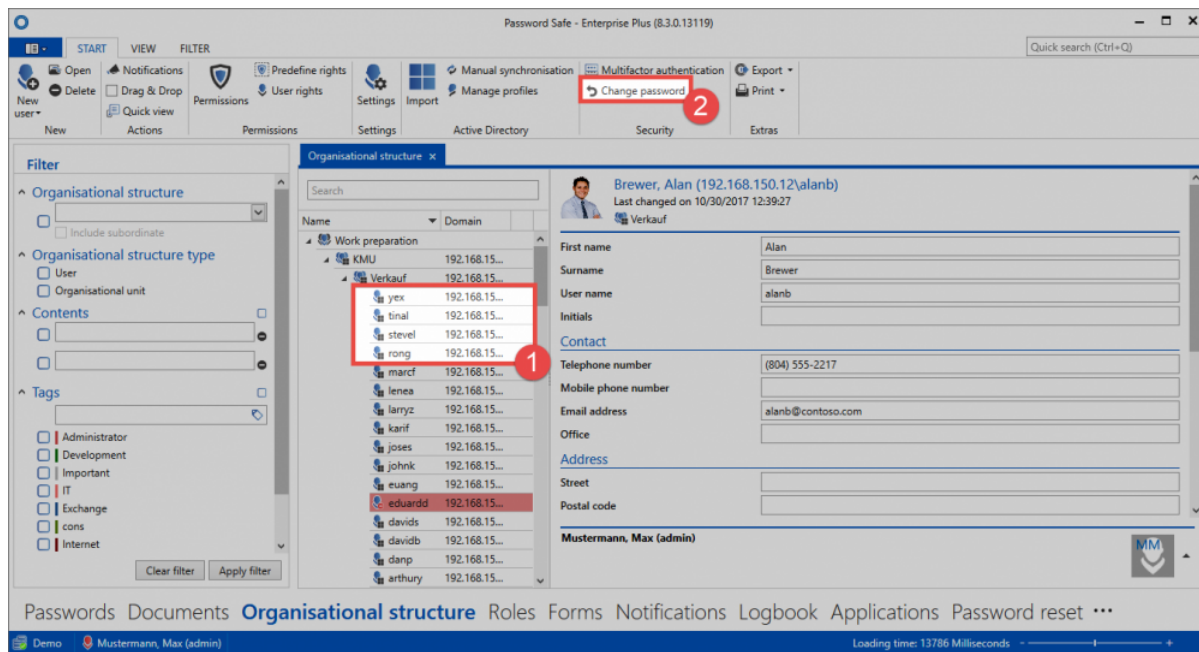 Password Safe - Enterprise Plus (8.3.0.13119)
START VIEW FILTER
Quick search (Ctrl+Q)
New user
Open
Delete
New
Notifications
Drag & Drop
Quick view
Actions
Permissions
Predefine rights
User rights
Permissions
Settings
Settings
Import
Manual synchronisation
Manage profiles
Active Directory
Multifactor authentication
Change password
2
Security
Export
Print
Extras
Filter
Organisational structure
Include subordinate
Organisational structure type
User
Organisational unit
Contents
Tags
Administrator
Development
Important
IT
Exchange
cons
Internet
Clear filter Apply filter
Organisational structure x
Search
Name Domain
Work preparation
KMU 192.168.15...
Verkauf 192.168.15...
yex 192.168.15...
tinal 192.168.15...
stevel 192.168.15...
rong 192.168.15...
1
marcf 192.168.15...
lenea 192.168.15...
larryz 192.168.15...
karif 192.168.15...
joses 192.168.15...
johnk 192.168.15...
euang 192.168.15...
eduardd 192.168.15...
davids 192.168.15...
davidb 192.168.15...
danp 192.168.15...
arthury 192.168.15...
Brewer, Alan (192.168.150.12\alanb)
Last changed on 10/30/2017 12:39:27
Verkauf
First name Alan
Surname Brewer
User name alanb
Initials
Contact
Telephone number (804) 555-2217
Mobile phone number
Email address alanb@contoso.com
Office
Address
Street
Postal code
Mustermann, Max (admin)
MM
Passwords Documents Organisational structure Roles Forms Notifications Logbook Applications Password reset •••
Demo Mustermann, Max (admin) Loading time: 13786 Milliseconds - +